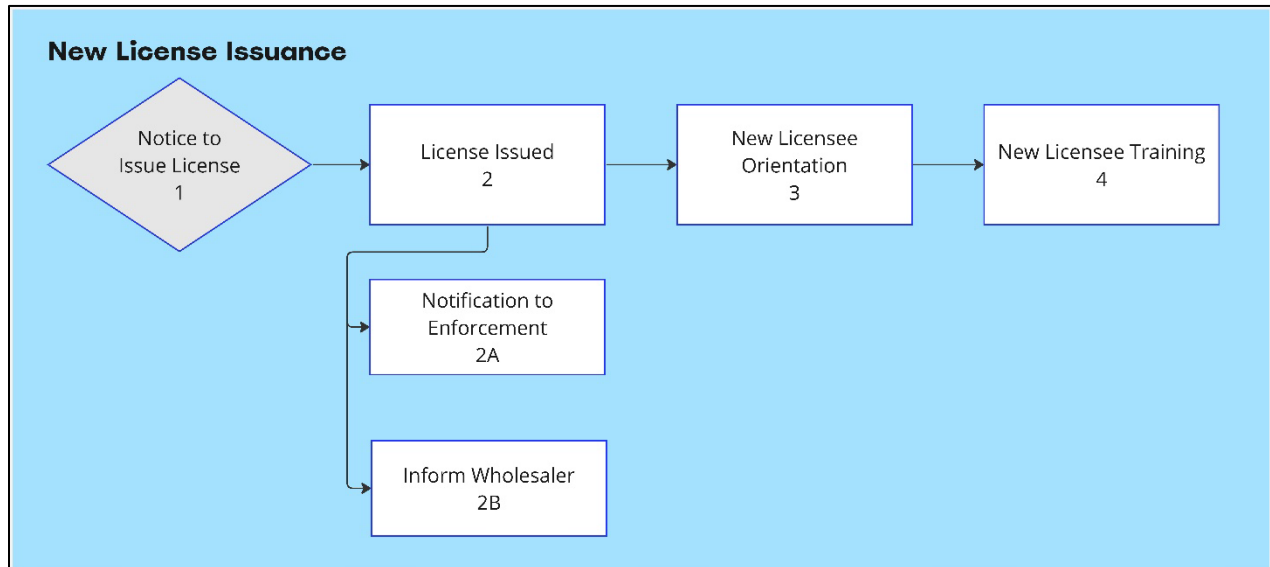 New License Issuance
Notice to
Issue License
1
License Issued
2
New Licensee
Orientation
3
New Licensee Training
4
Notification to
Enforcement
2A
Inform Wholesaler
2B